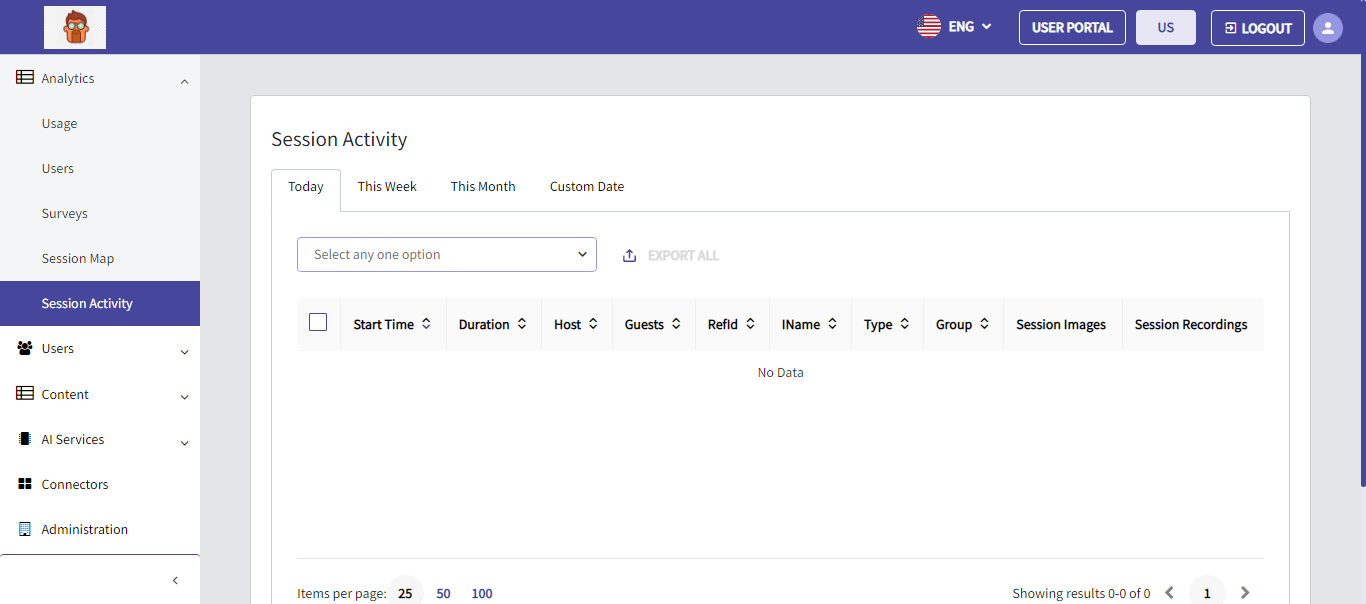 ENG
USER PORTAL
US
LOGOUT
Analytics
Usage
Users
Surveys
Session Map
Session Activity
Users
Content
AI Services
Connectors
Administration
Session Activity
Today This Week This Month Custom Date
Select any one option EXPORT ALL
Start Time Duration Host Guests RefId IName Type Group Session Images Session Recordings
No Data
Items per page: 25 50 100 Showing results 0-0 of 0 1